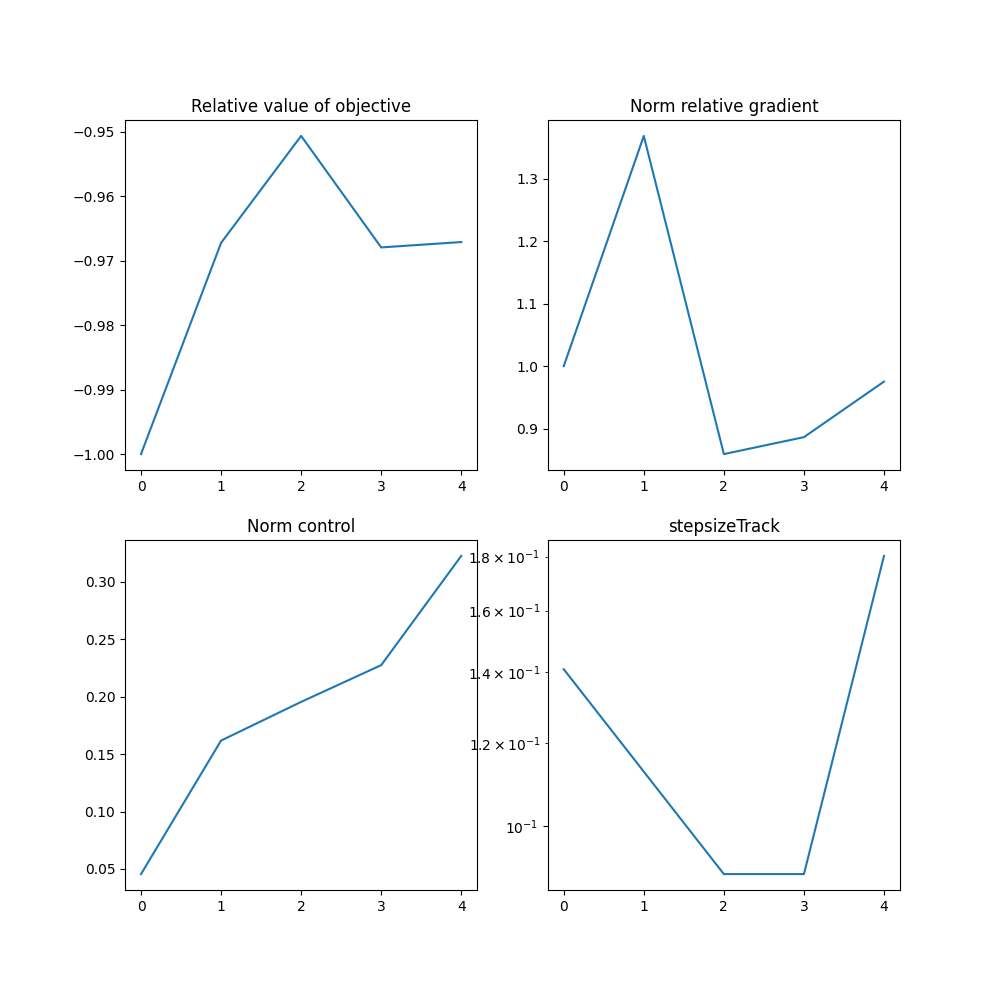 Relative value of objective
−0.95
−0.96
−0.97
−0.98
−0.99
−1.00
0 1 2 3 4
Norm relative gradient
1.3
1.2
1.1
1.0
0.9
0 1 2 3 4
Norm control
0.30
0.25
0.20
0.15
0.10
0.05
0 1 2 3 4
stepsizeTrack
1.8 × 10⁻¹
1.6 × 10⁻¹
1.4 × 10⁻¹
1.2 × 10⁻¹
10⁻¹
0 1 2 3 4